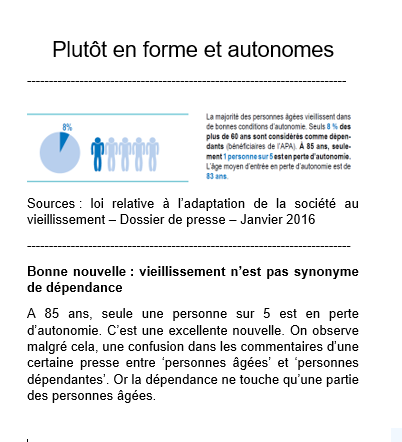 Plutôt en forme et autonomes
--------------------------------------------------------------------------------
8%
La majorité des personnes âgées vieillissent dans
de bonnes conditions d'autonomie. Seuls 8 % des
plus de 60 ans sont considérés comme dépen-
dants (bénéficiaires de l'APA). À 85 ans, seule-
ment 1 personne sur 5 est en perte d'autonomie.
L'âge moyen d'entrée en perte d'autonomie est de
83 ans.
Sources : loi relative à l'adaptation de la société au
vieillissement – Dossier de presse – Janvier 2016
--------------------------------------------------------------------------------
Bonne nouvelle : vieillissement n'est pas synonyme
de dépendance
A 85 ans, seule une personne sur 5 est en perte
d'autonomie. C'est une excellente nouvelle. On observe
malgré cela, une confusion dans les commentaires d'une
certaine presse entre 'personnes âgées' et 'personnes
dépendantes'. Or la dépendance ne touche qu'une partie
des personnes âgées.